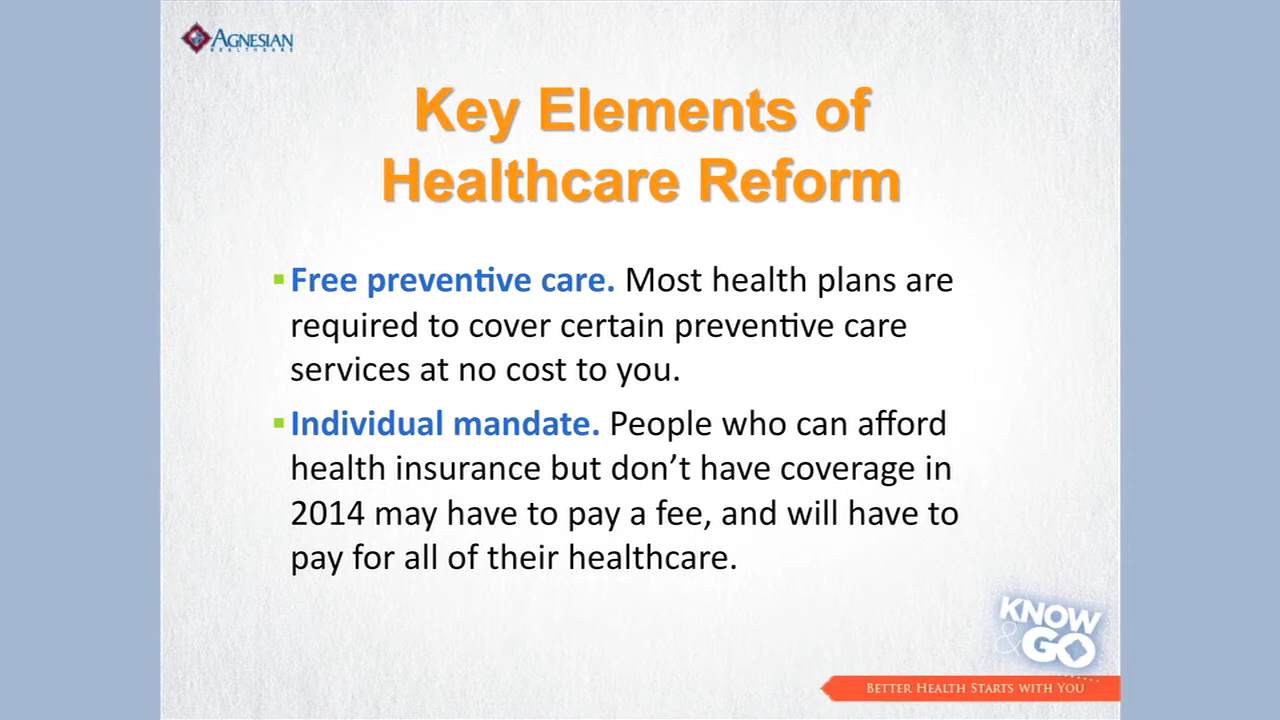 AGNESIAN
HEALTHCARE
Key Elements of
Healthcare Reform
Free preventive care. Most health plans are
required to cover certain preventive care
services at no cost to you.
Individual mandate. People who can afford
health insurance but don’t have coverage in
2014 may have to pay a fee, and will have to
pay for all of their healthcare.
KNOW
& GO
BETTER HEALTH STARTS WITH YOU